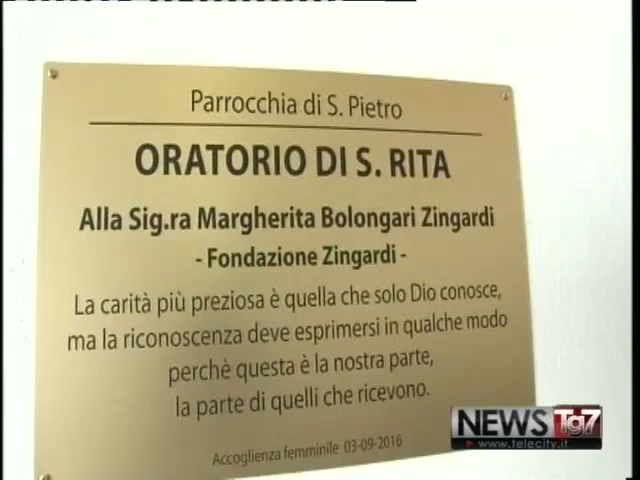 Parrocchia di S. Pietro
ORATORIO DI S. RITA
Alla Sig.ra Margherita Bolongari Zingardi
- Fondazione Zingardi -
La carità più preziosa è quella che solo Dio conosce,
ma la riconoscenza deve esprimersi in qualche modo
perchè questa è la nostra parte,
la parte di quelli che ricevono.
Accoglienza femminile 03-09-2016
NEWS Tg7
www.telecity.it